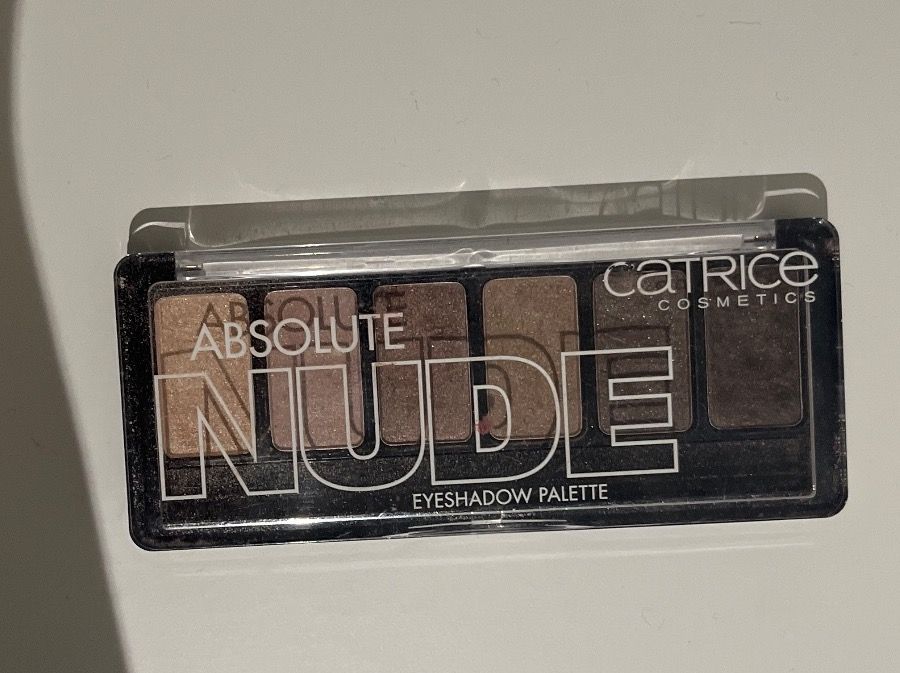 CATRICE
COSMETICS
ABSOLUTE
NUDE
EYESHADOW PALETTE